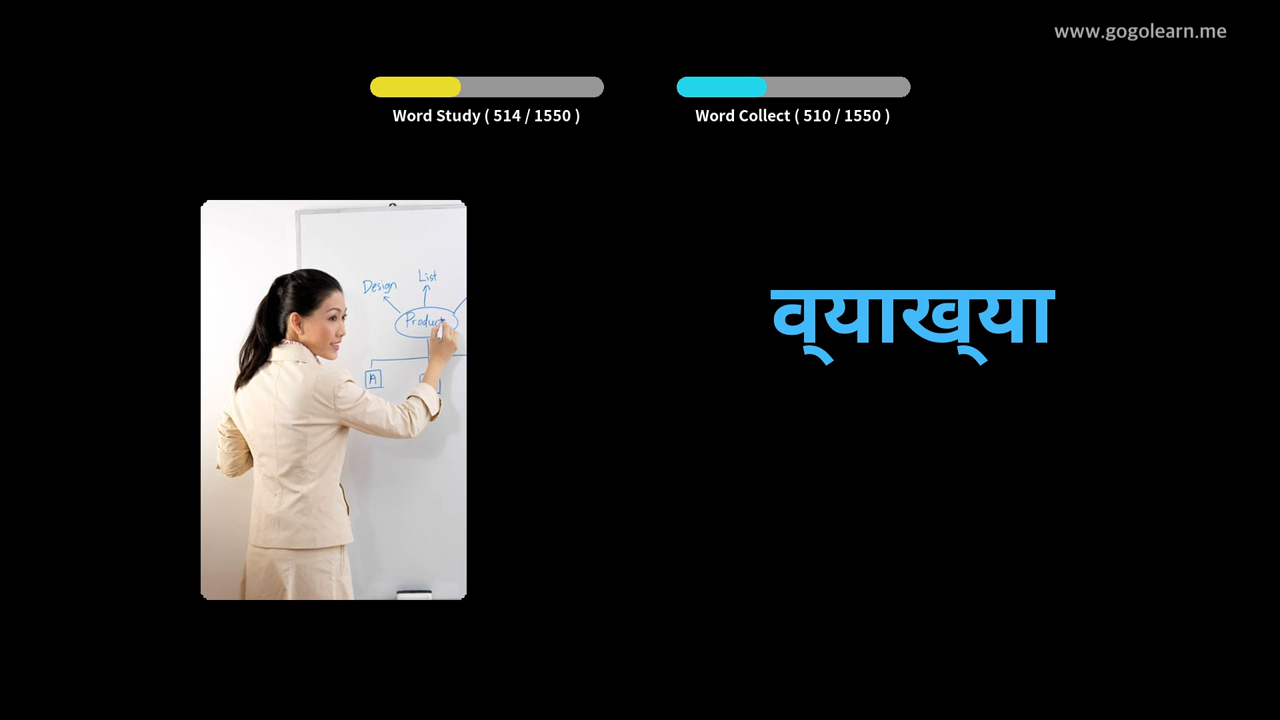 www.gogolearn.me
Word Study ( 514 / 1550 )
Word Collect ( 510 / 1550 )
List
Design
Product
A
व्याख्या